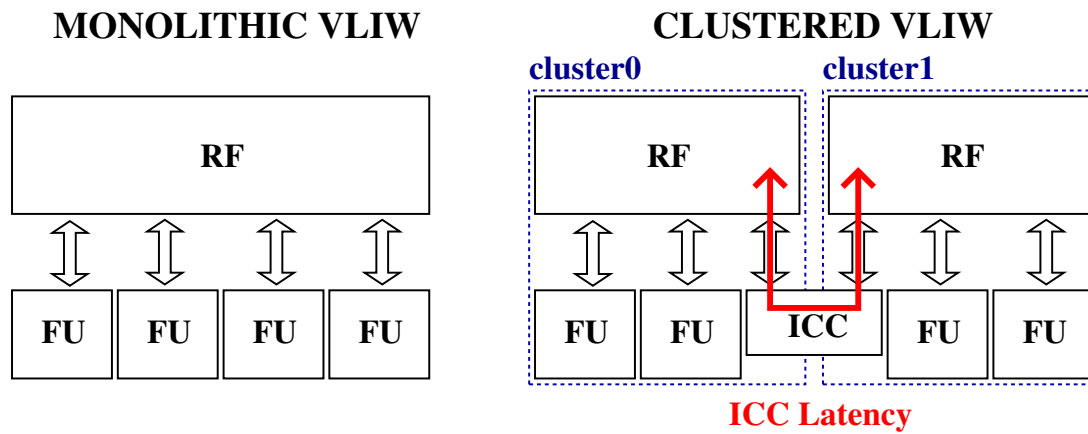 MONOLITHIC VLIW
RF
FU FU FU FU
CLUSTERED VLIW
cluster0 cluster1
RF RF
FU FU ICC FU FU
ICC Latency